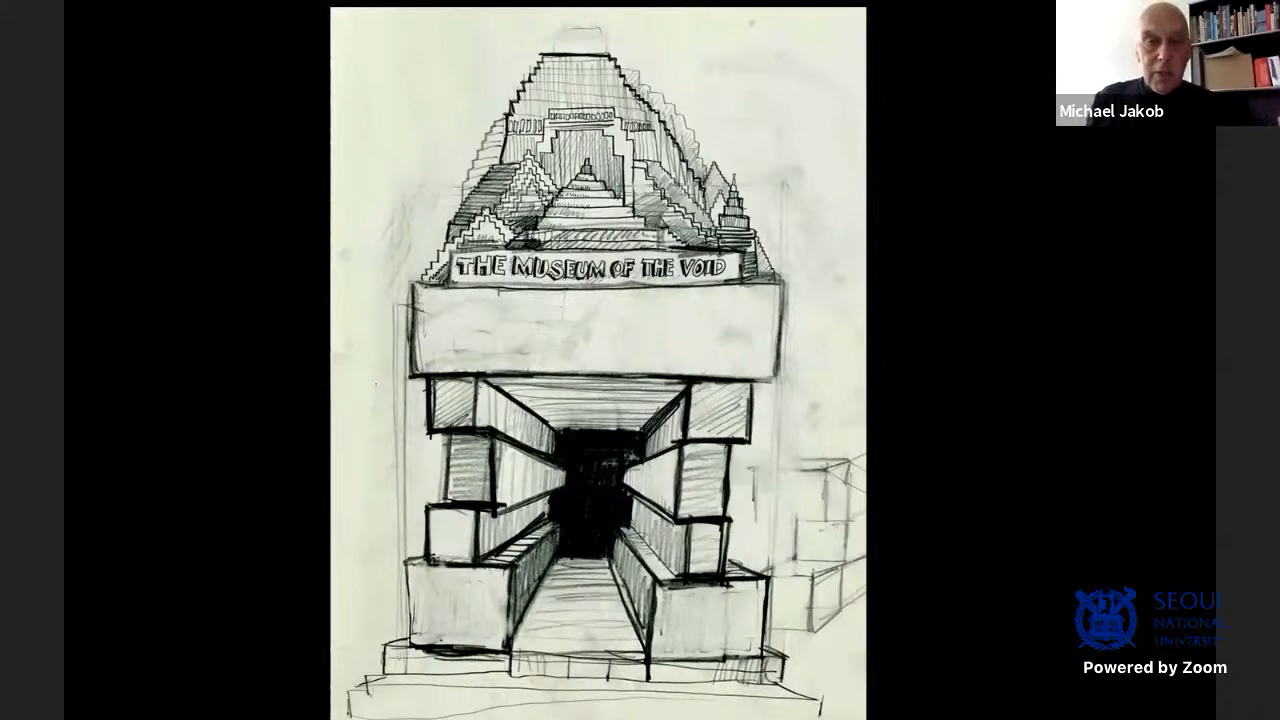 THE MUSEUM OF THE VOID
Michael Jakob
SEOUL
NATIONAL
UNIVERSITY
Powered by Zoom